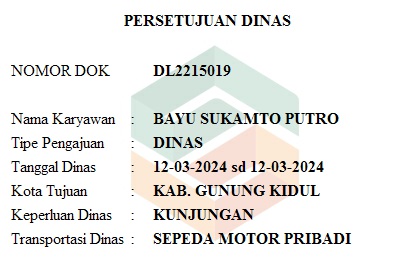 PERSETUJUAN DINAS
NOMOR DOK DL2215019
Nama Karyawan : BAYU SUKAMTO PUTRO
Tipe Pengajuan : DINAS
Tanggal Dinas : 12-03-2024 sd 12-03-2024
Kota Tujuan : KAB. GUNUNG KIDUL
Keperluan Dinas : KUNJUNGAN
Transportasi Dinas : SEPEDA MOTOR PRIBADI